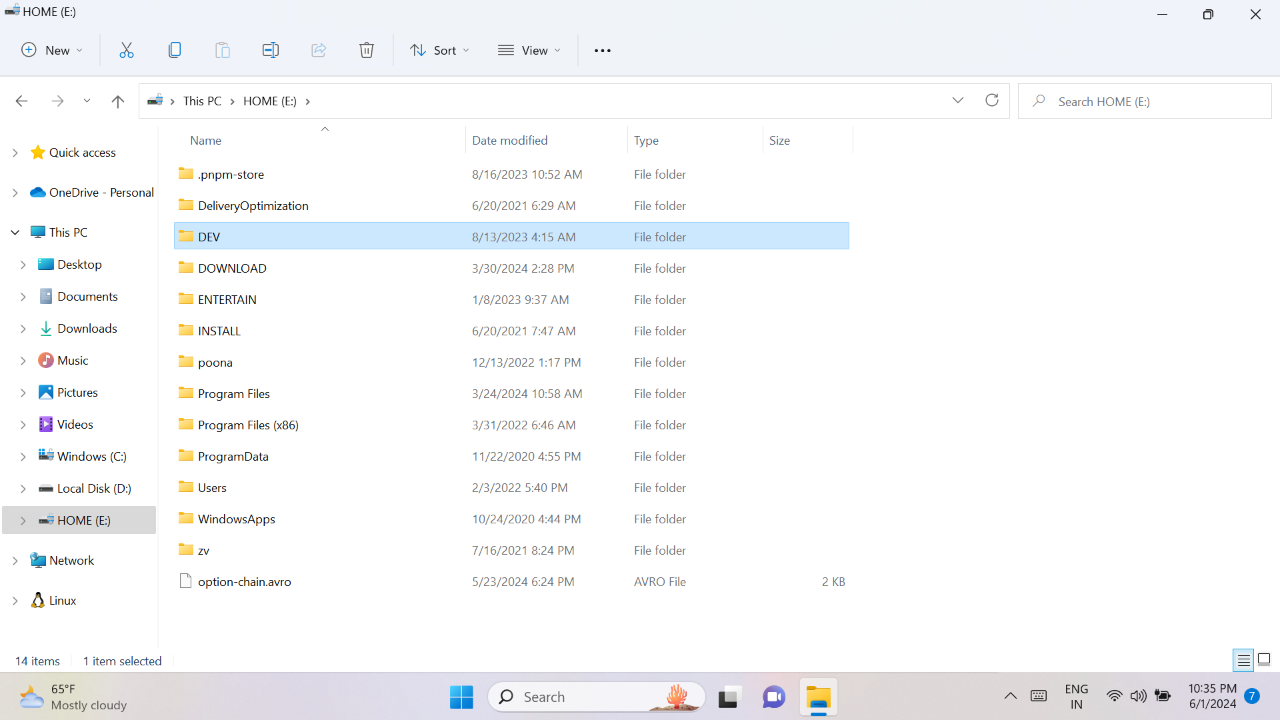 HOME (E:)
New
Sort
View
This PC
HOME (E:)
Search HOME (E:)
Quick access
OneDrive - Personal
This PC
Desktop
Documents
Downloads
Music
Pictures
Videos
Windows (C:)
Local Disk (D:)
HOME (E:)
Network
Linux
Name Date modified Type Size
.pnpm-store 8/16/2023 10:52 AM File folder
DeliveryOptimization 6/20/2021 6:29 AM File folder
DEV 8/13/2023 4:15 AM File folder
DOWNLOAD 3/30/2024 2:28 PM File folder
ENTERTAIN 1/8/2023 9:37 AM File folder
INSTALL 6/20/2021 7:47 AM File folder
poona 12/13/2022 1:17 PM File folder
Program Files 3/24/2024 10:58 AM File folder
Program Files (x86) 3/31/2022 6:46 AM File folder
ProgramData 11/22/2020 4:55 PM File folder
Users 2/3/2022 5:40 PM File folder
WindowsApps 10/24/2020 4:44 PM File folder
zv 7/16/2021 8:24 PM File folder
option-chain.avro 5/23/2024 6:24 PM AVRO File 2 KB
14 items 1 item selected
65°F
Mostly cloudy
Search
ENG
IN
10:35 PM
6/1/2024
7